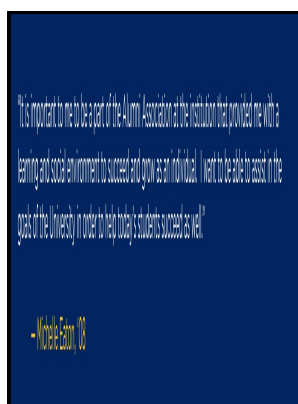 "It is important to me to be a part of the Alumni Association at the institution that provided me with a
learning and social environment to succeed and grow as an individual. I want to be able to assist in the
goals of the University in order to help today's students succeed as well."
– Michelle Eaton, '08